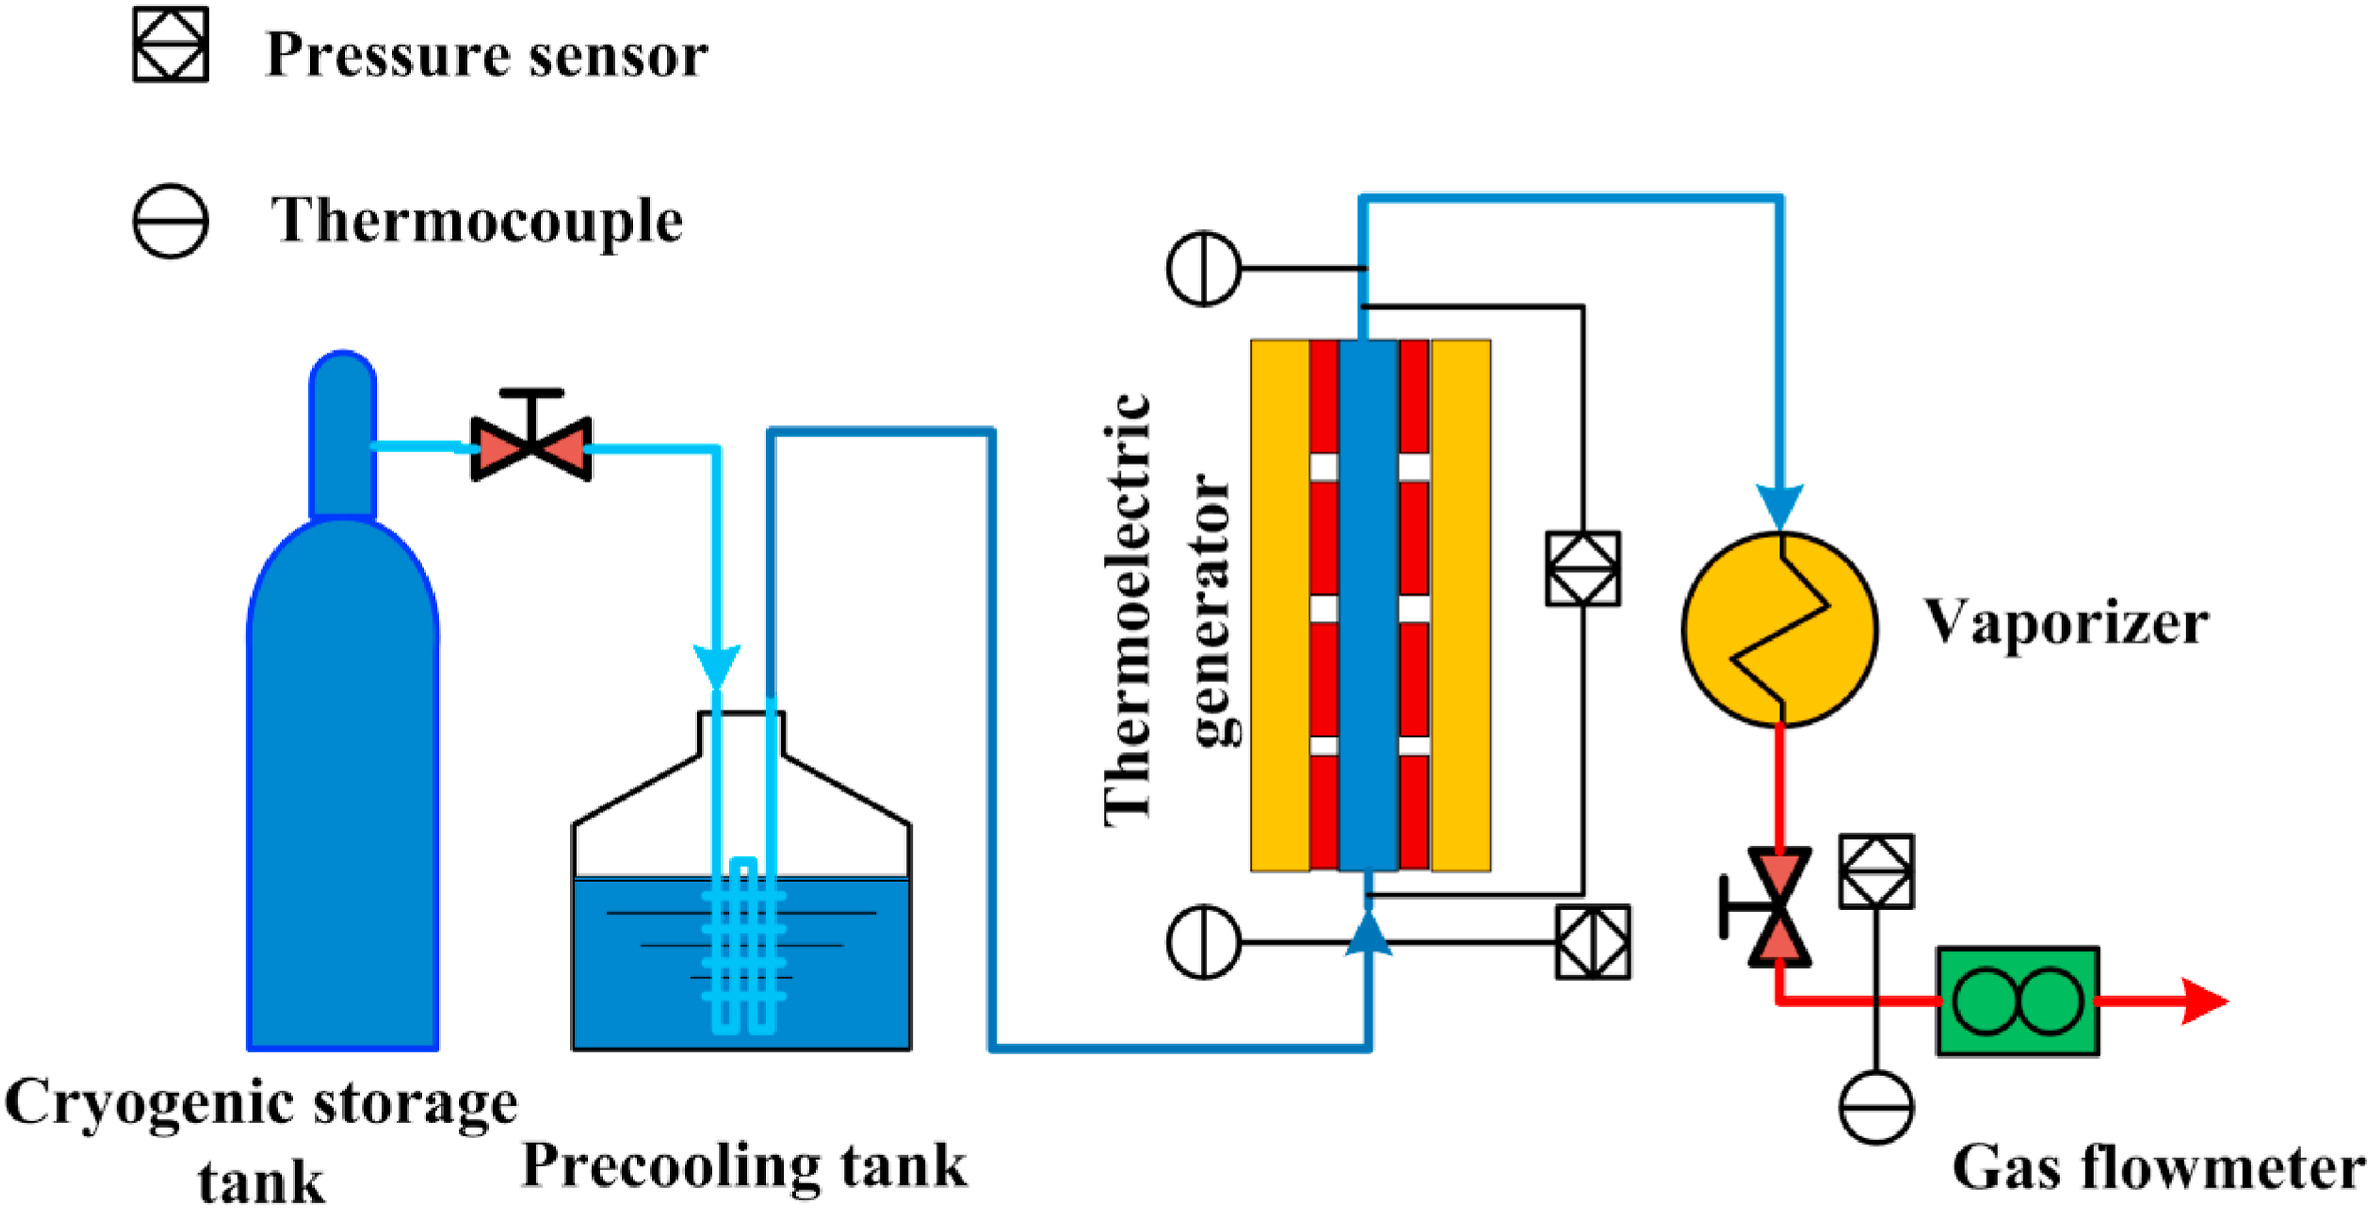 Pressure sensor
Thermocouple
Thermoelectric
generator
Vaporizer
Cryogenic storage
tank
Precooling tank
Gas flowmeter